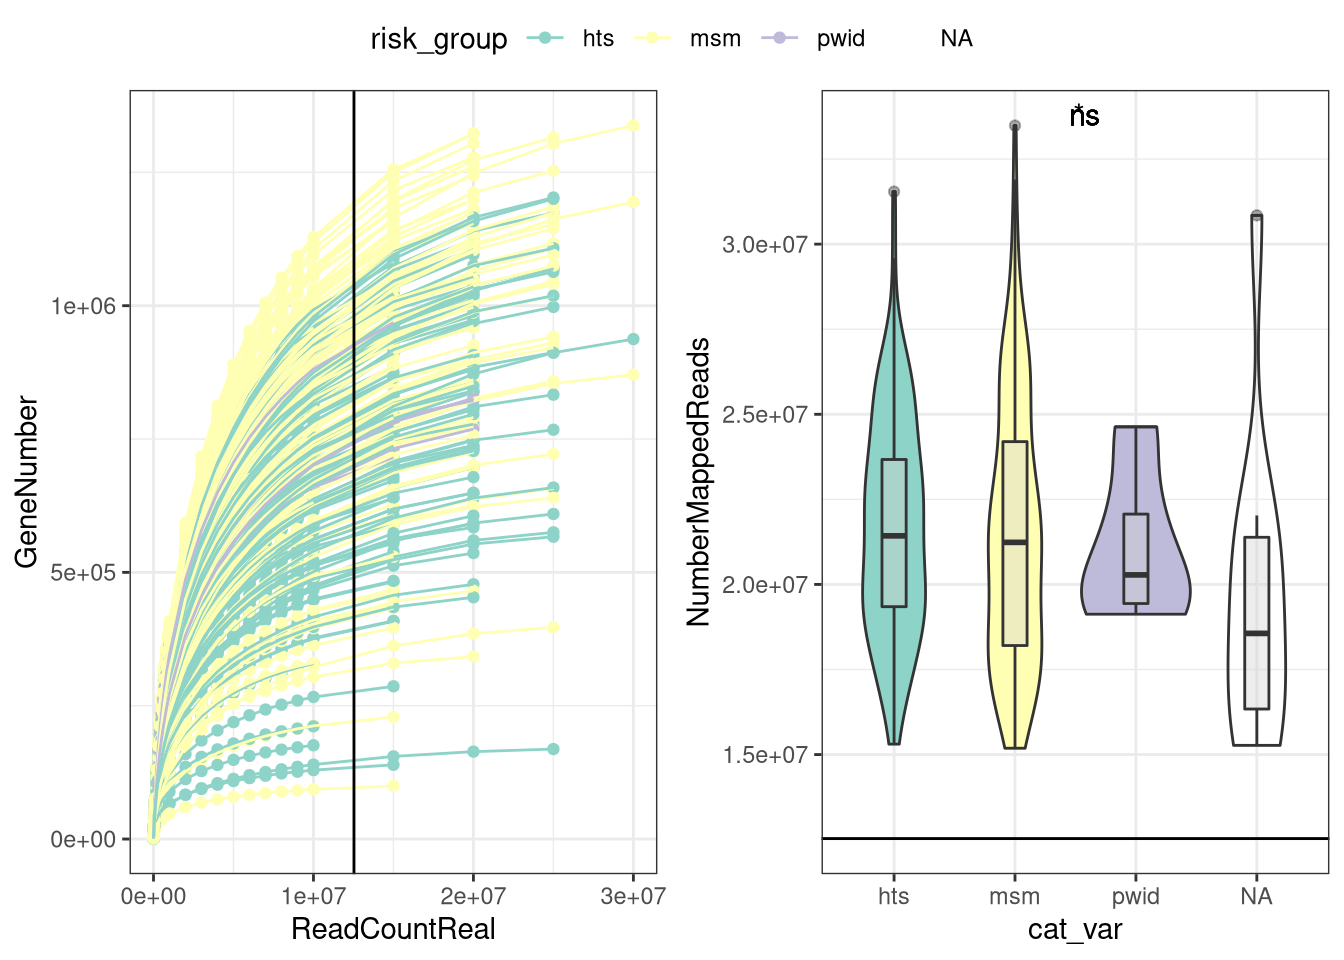 risk_group hts msm pwid NA
GeneNumber
1e+06
5e+05
0e+00
0e+00 1e+07 2e+07 3e+07
ReadCountReal
NumberMappedReads
*
ns
3.0e+07
2.5e+07
2.0e+07
1.5e+07
hts msm pwid NA
cat_var